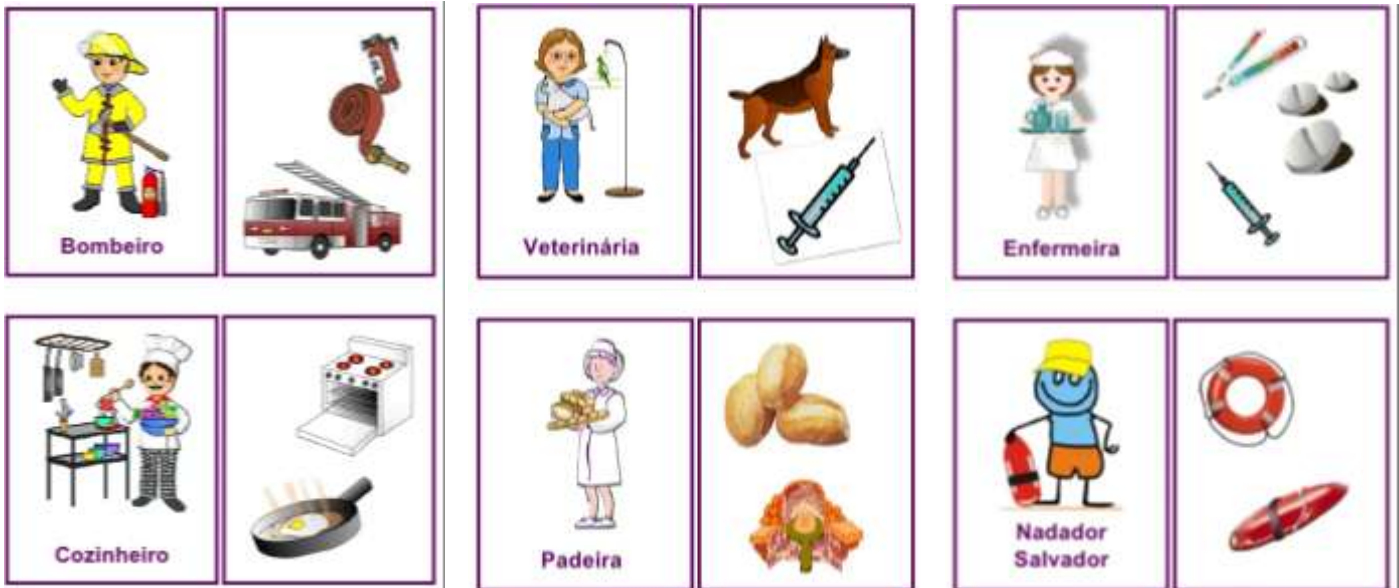 Bombeiro
Veterinária
Enfermeira
Cozinheiro
Padeira
Nadador
Salvador